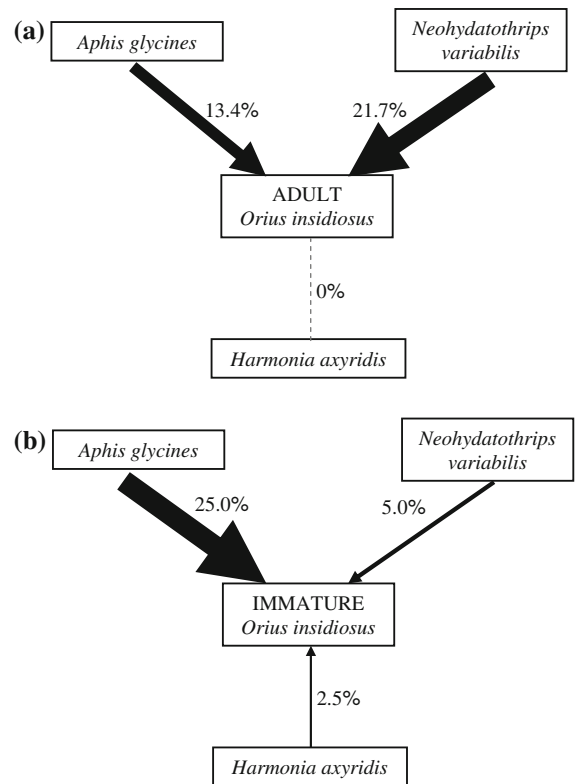 (a)
Aphis glycines
Neohydatothrips
variabilis
13.4%
21.7%
ADULT
Orius insidiosus
0%
Harmonia axyridis
(b)
Aphis glycines
Neohydatothrips
variabilis
25.0%
5.0%
IMMATURE
Orius insidiosus
2.5%
Harmonia axyridis